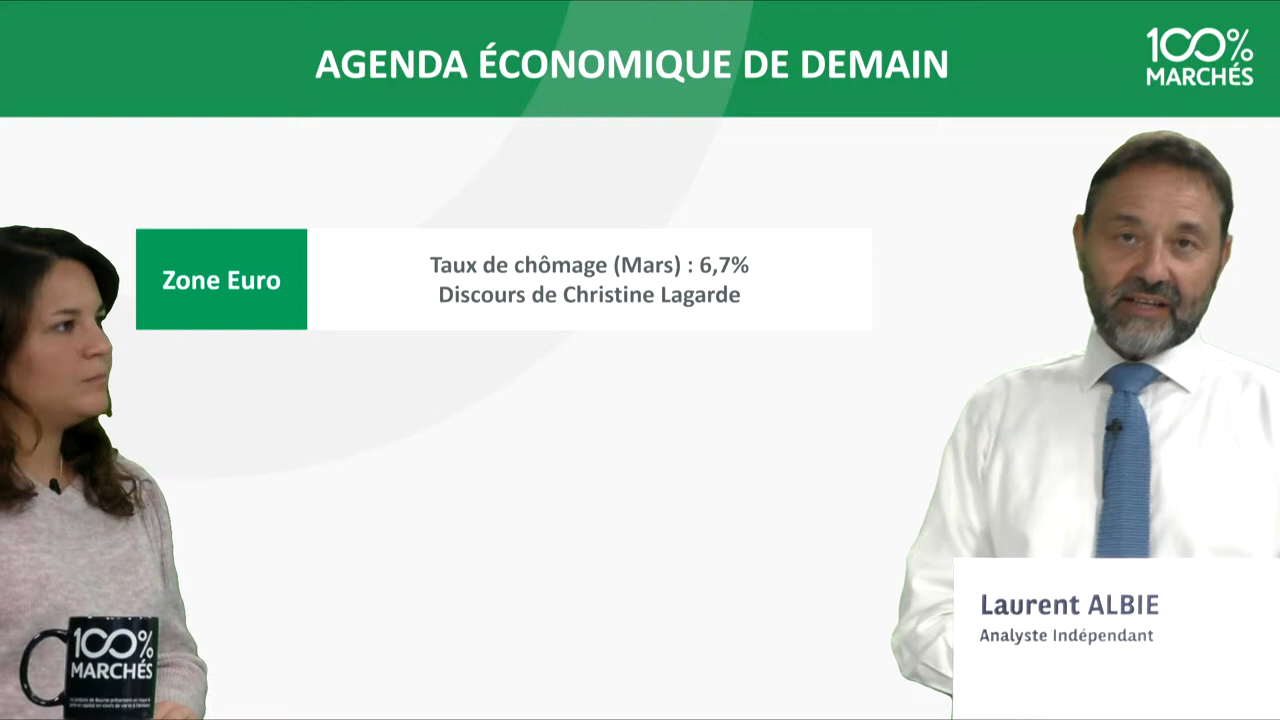 AGENDA ÉCONOMIQUE DE DEMAIN
100%
MARCHÉS
Zone Euro
Taux de chômage (Mars) : 6,7%
Discours de Christine Lagarde
Laurent ALBIE
Analyste Indépendant
100%
MARCHÉS